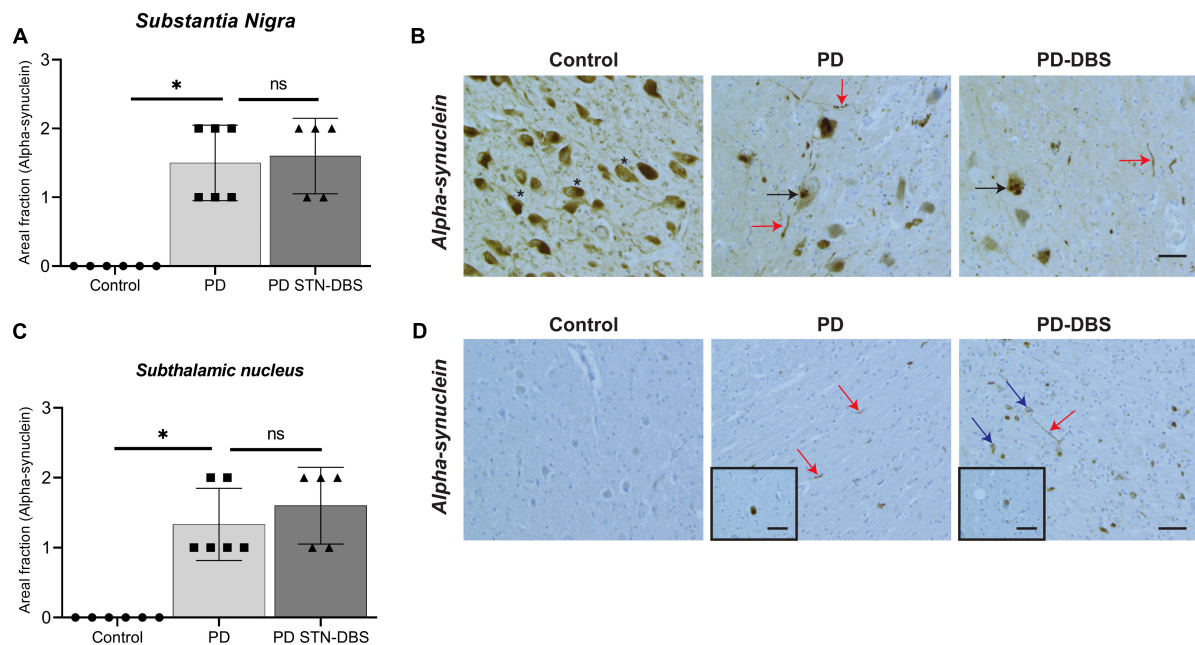 Substantia Nigra
A
Areal fraction (Alpha-synuclein)
3
2
1
0
*
ns
Control
PD
PD STN-DBS
B
Control
PD
PD-DBS
Alpha-synuclein
*
*
*
C
Subthalamic nucleus
Areal fraction (Alpha-synuclein)
3
2
1
0
*
ns
Control
PD
PD STN-DBS
D
Control
PD
PD-DBS
Alpha-synuclein